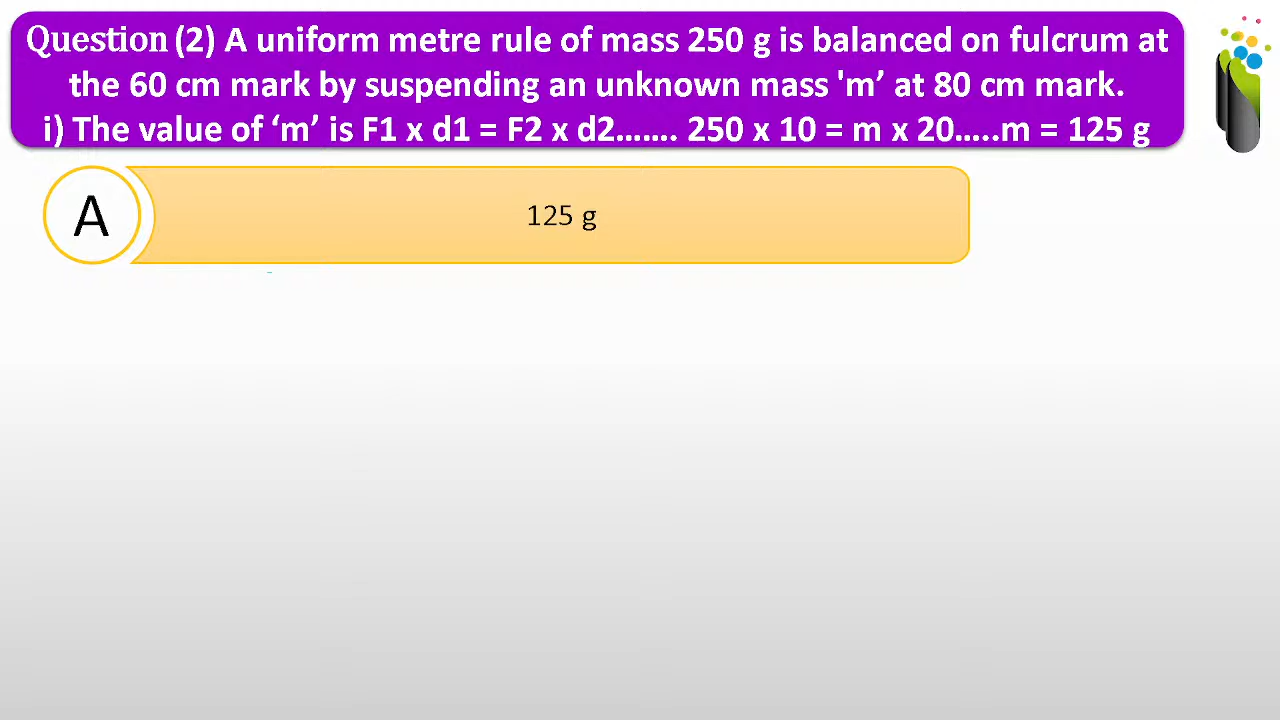 Question (2) A uniform metre rule of mass 250 g is balanced on fulcrum at
the 60 cm mark by suspending an unknown mass 'm’ at 80 cm mark.
i) The value of ‘m’ is F1 x d1 = F2 x d2……. 250 x 10 = m x 20…..m = 125 g
A
125 g